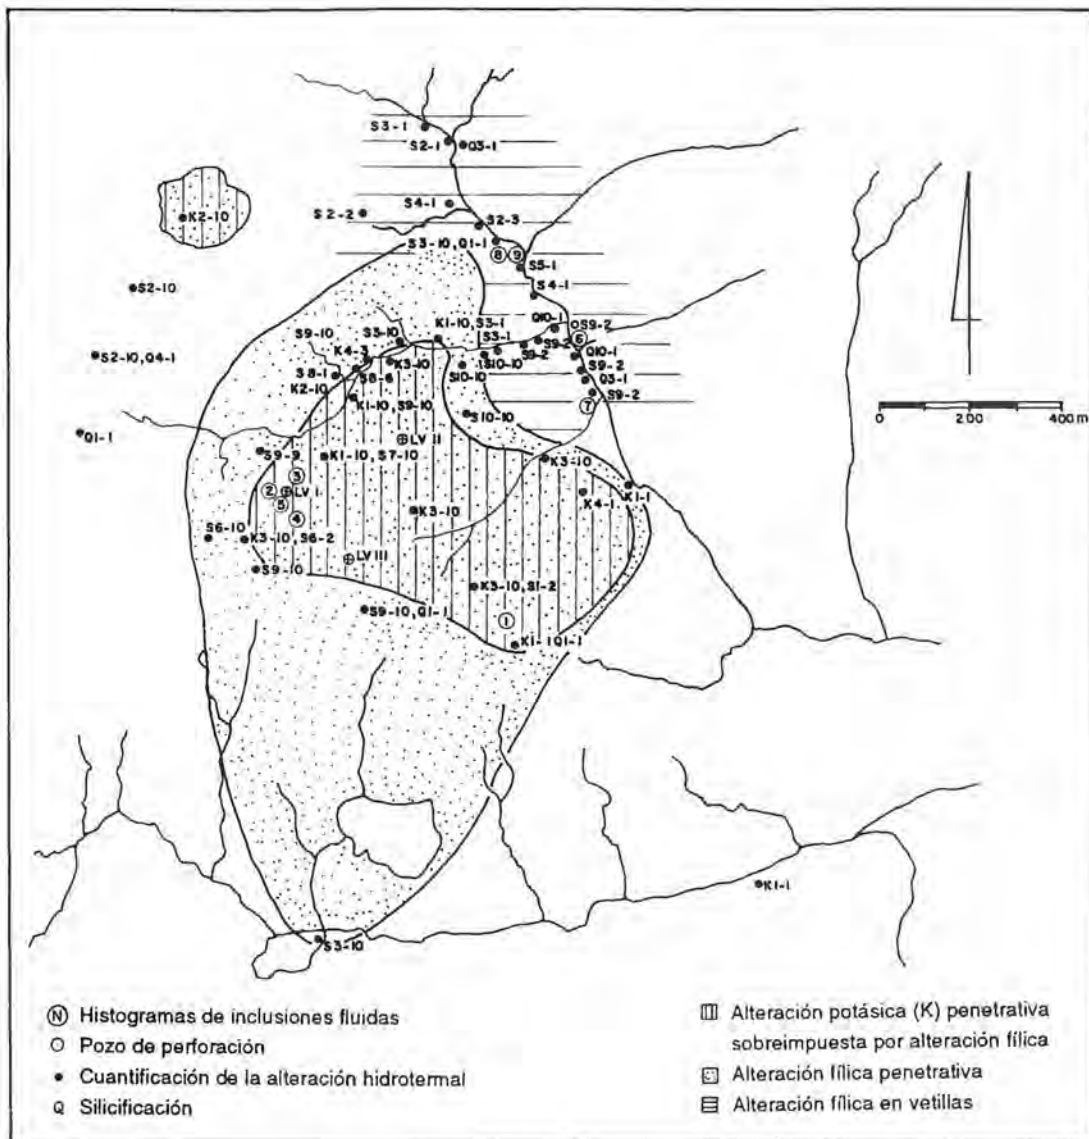 S3-1
S2-1
Q3-1
K2-10
S2-2
S4-1
S2-3
S3-10, Q1-1
8
9
S5-1
S2-10
S4-1
Q10-1
OS9-2
6
K1-10, S3-1
S3-10
S9-10
S3-1
S9-2
S9-2
Q10-1
S2-10, Q4-1
K4-3
K3-10
S10-10
S8-1
S8-6
S10-10
S9-2
Q3-1
K2-10
K1-10, S9-10
S9-2
7
S10-10
0
200
400 m
Q1-1
LV II
S9-9
K1-10, S7-10
K3-10
3
2
LV I
5
4
K4-1
K1-1
K3-10
S6-10
K3-10, S6-2
LV III
S9-10
K3-10, S1-2
S9-10, Q1-1
1
K1-1 Q1-1
K1-1
S3-10
N Histogramas de inclusiones fluidas
Pozo de perforación
Cuantificación de la alteración hidrotermal
Q Silicificación
Alteración potásica (K) penetrativa
sobreimpuesta por alteración fílica
Alteración fílica penetrativa
Alteración fílica en vetillas